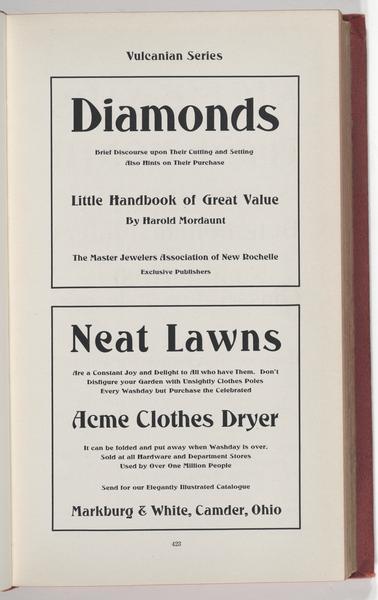 Vulcanian Series
Diamonds
Brief Discourse upon Their Cutting and Setting
Also Hints on Their Purchase
Little Handbook of Great Value
By Harold Mordaunt
The Master Jewelers Association of New Rochelle
Exclusive Publishers
Neat Lawns
Are a Constant Joy and Delight to All who have Them. Don't
Disfigure your Garden with Unsightly Clothes Poles
Every Washday but Purchase the Celebrated
Acme Clothes Dryer
It can be folded and put away when Washday is over.
Sold at all Hardware and Department Stores
Used by Over One Million People
Send for our Elegantly Illustrated Catalogue
Markburg & White, Camder, Ohio
423